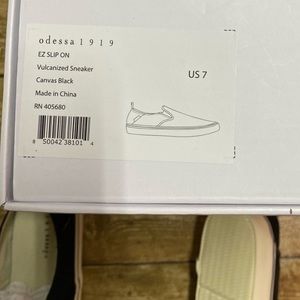 odessa 1919
EZ SLIP ON
Vulcanized Sneaker
Canvas Black
Made in China
RN 405680
US 7
8 50042 38101 4